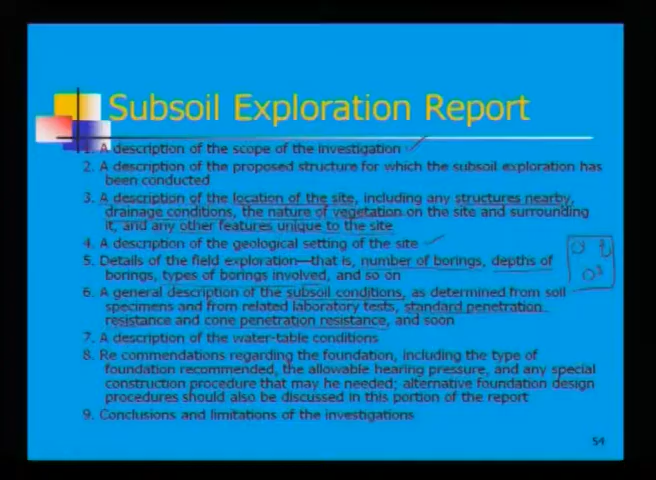 Subsoil Exploration Report
1. A description of the scope of the investigation
2. A description of the proposed structure for which the subsoil exploration has
been conducted
3. A description of the location of the site, including any structures nearby,
drainage conditions, the nature of vegetation on the site and surrounding
it, and any other features unique to the site
4. A description of the geological setting of the site
5. Details of the field exploration—that is, number of borings, depths of
borings, types of borings involved, and so on
6. A general description of the subsoil conditions, as determined from soil
specimens and from related laboratory tests, standard penetration
resistance and cone penetration resistance, and soon
7. A description of the water-table conditions
8. Re commendations regarding the foundation, including the type of
foundation recommended, the allowable hearing pressure, and any special
construction procedure that may he needed; alternative foundation design
procedures should also be discussed in this portion of the report
9. Conclusions and limitations of the investigations
54